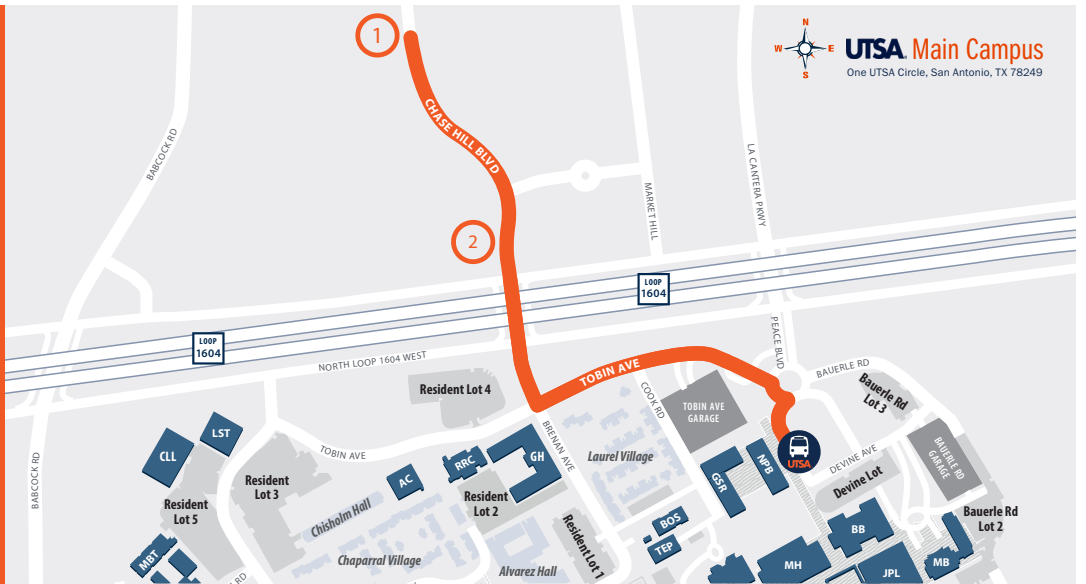 N
W E
S
UTSA Main Campus
One UTSA Circle, San Antonio, TX 78249
1
CHASE HILL BLVD
BABCOCK RD
MARKET HILL
LA CANTERA PKWY
2
LOOP
1604
LOOP
1604
NORTH LOOP 1604 WEST
PEACE BLVD
TOBIN AVE
BAUERLE RD
Resident Lot 4
COOK RD
TOBIN AVE
GARAGE
Bauerle Rd
Lot 3
BRENAN AVE
LST
CLL
TOBIN AVE
RRC
GH
Laurel Village
NPB
UTSA
DEVINE AVE
BAUERLE RD
GARAGE
BABCOCK RD
Resident
Lot 3
AC
GSR
Devine Lot
Resident
Lot 2
Resident
Lot 5
Chisholm Hall
BOS
TEP
BB
Bauerle Rd
Lot 2
Resident
Lot 1
MBT
Chaparral Village
Alvarez Hall
MH
JPL
MB
RD